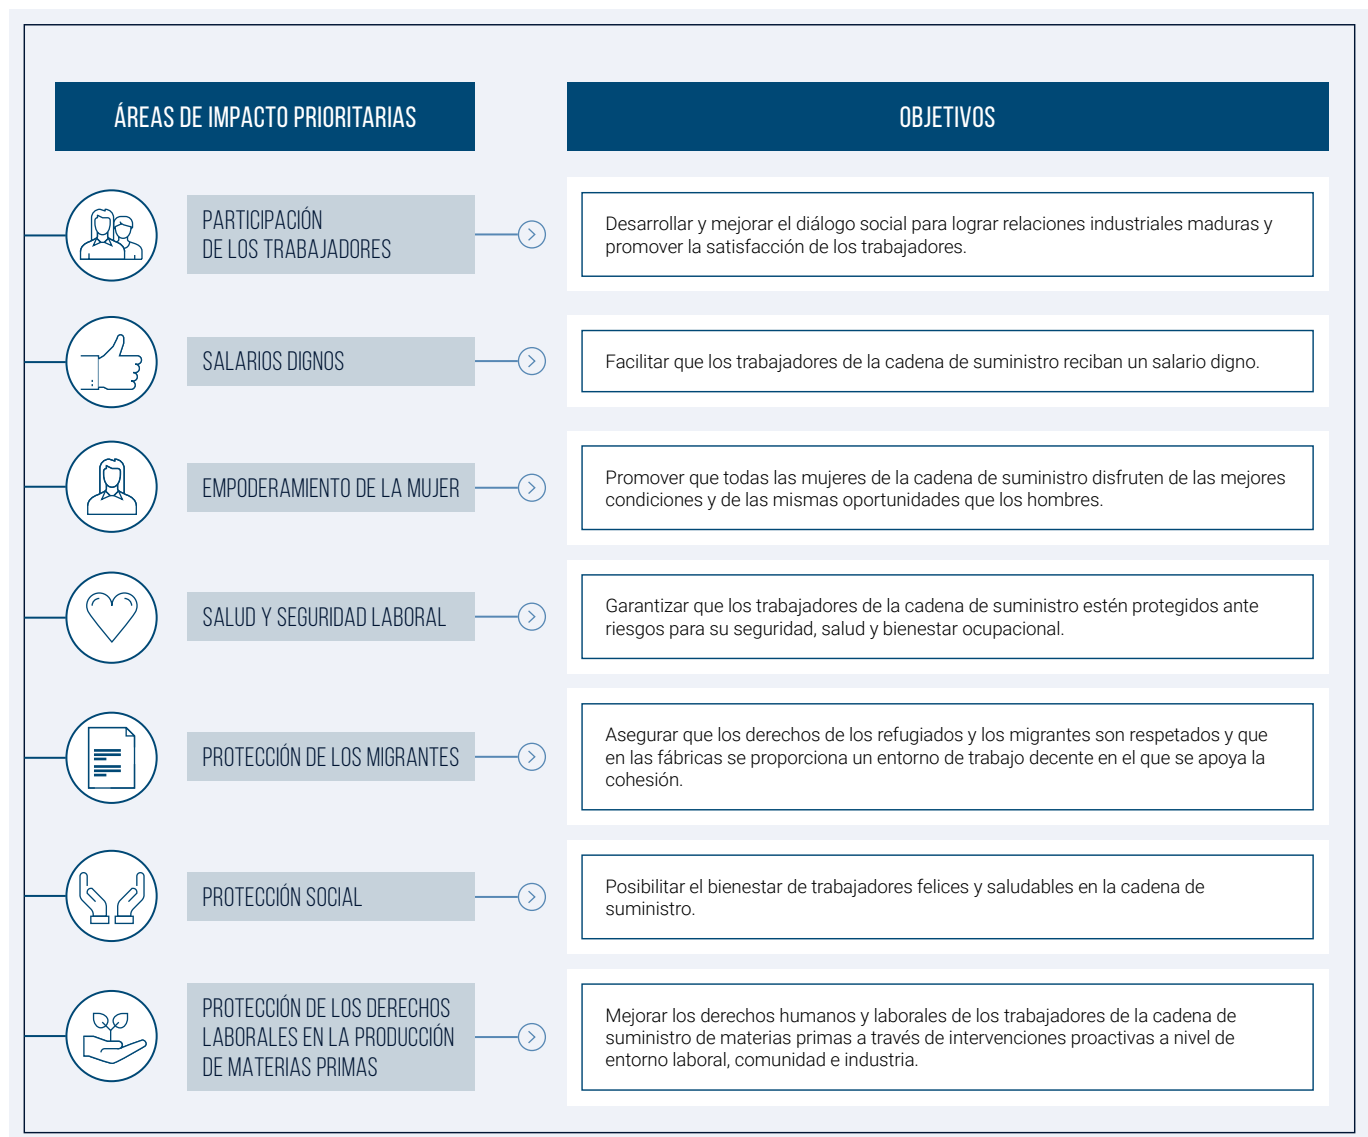 ÁREAS DE IMPACTO PRIORITARIAS
OBJETIVOS
PARTICIPACIÓN
DE LOS TRABAJADORES
Desarrollar y mejorar el diálogo social para lograr relaciones industriales maduras y
promover la satisfacción de los trabajadores.
SALARIOS DIGNOS
Facilitar que los trabajadores de la cadena de suministro reciban un salario digno.
EMPODERAMIENTO DE LA MUJER
Promover que todas las mujeres de la cadena de suministro disfruten de las mejores
condiciones y de las mismas oportunidades que los hombres.
SALUD Y SEGURIDAD LABORAL
Garantizar que los trabajadores de la cadena de suministro estén protegidos ante
riesgos para su seguridad, salud y bienestar ocupacional.
PROTECCIÓN DE LOS MIGRANTES
Asegurar que los derechos de los refugiados y los migrantes son respetados y que
en las fábricas se proporciona un entorno de trabajo decente en el que se apoya la
cohesión.
PROTECCIÓN SOCIAL
Posibilitar el bienestar de trabajadores felices y saludables en la cadena de
suministro.
PROTECCIÓN DE LOS DERECHOS
LABORALES EN LA PRODUCCIÓN
DE MATERIAS PRIMAS
Mejorar los derechos humanos y laborales de los trabajadores de la cadena de
suministro de materias primas a través de intervenciones proactivas a nivel de
entorno laboral, comunidad e industria.